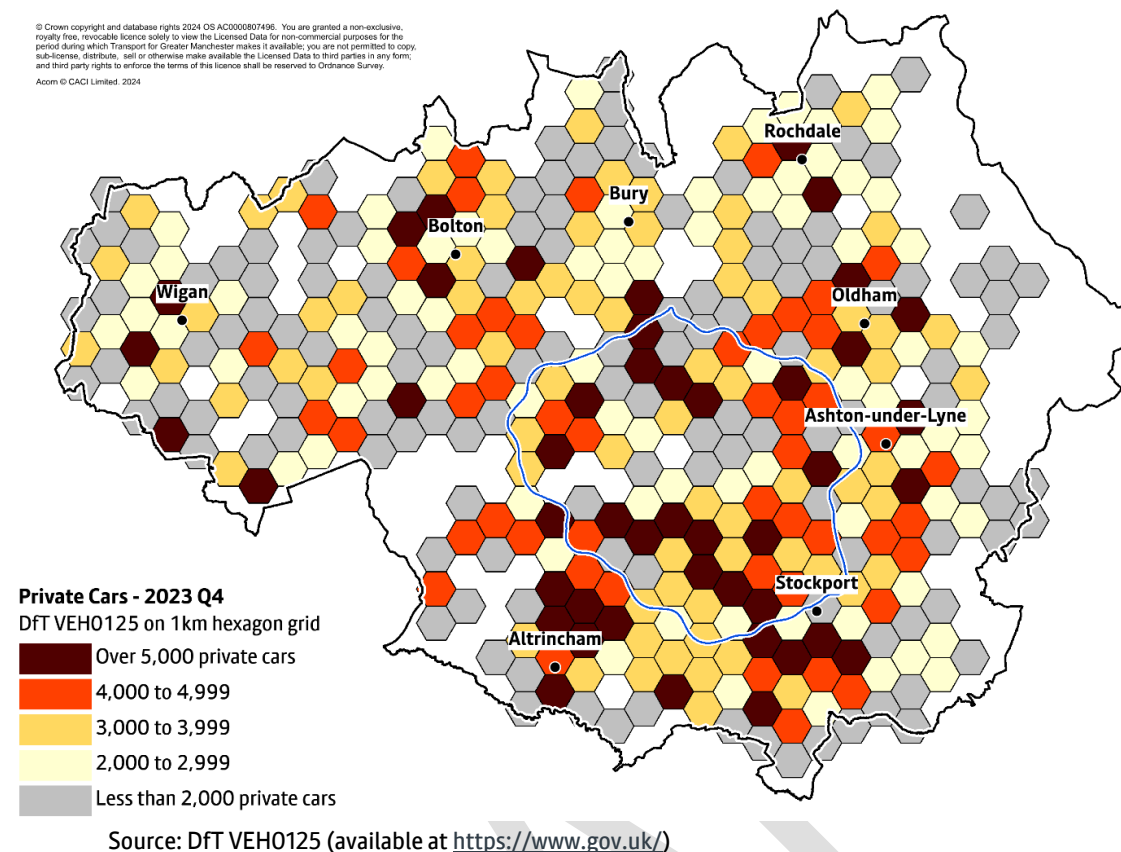 © Crown copyright and database rights 2024 OS AC0000807496. You are granted a non-exclusive,
royalty free, revocable licence solely to view the Licensed Data for non-commercial purposes for the
period during which Transport for Greater Manchester makes it available; you are not permitted to copy,
sub-license, distribute, sell or otherwise make available the Licensed Data to third parties in any form;
and third party rights to enforce the terms of this licence shall be reserved to Ordnance Survey.
Acorn © CACI Limited. 2024
Rochdale
Bury
Bolton
Wigan
Oldham
Ashton-under-Lyne
Stockport
Altrincham
Private Cars - 2023 Q4
DfT VEH0125 on 1km hexagon grid
Over 5,000 private cars
4,000 to 4,999
3,000 to 3,999
2,000 to 2,999
Less than 2,000 private cars
Source: DfT VEH0125 (available at https://www.gov.uk/)